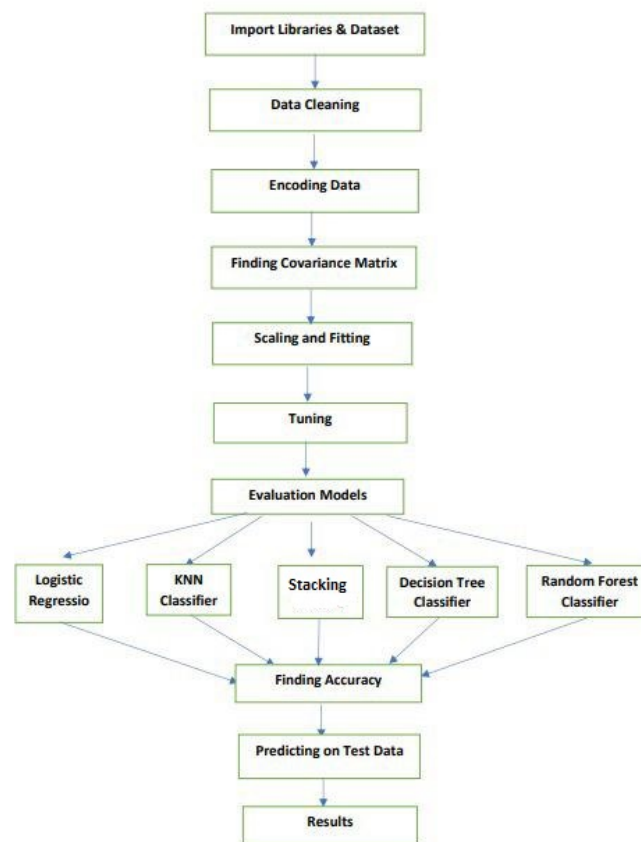 Import Libraries & Dataset
Data Cleaning
Encoding Data
Finding Covariance Matrix
Scaling and Fitting
Tuning
Evaluation Models
Logistic
Regressio
KNN
Classifier
Stacking
Decision Tree
Classifier
Random Forest
Classifier
Finding Accuracy
Predicting on Test Data
Results